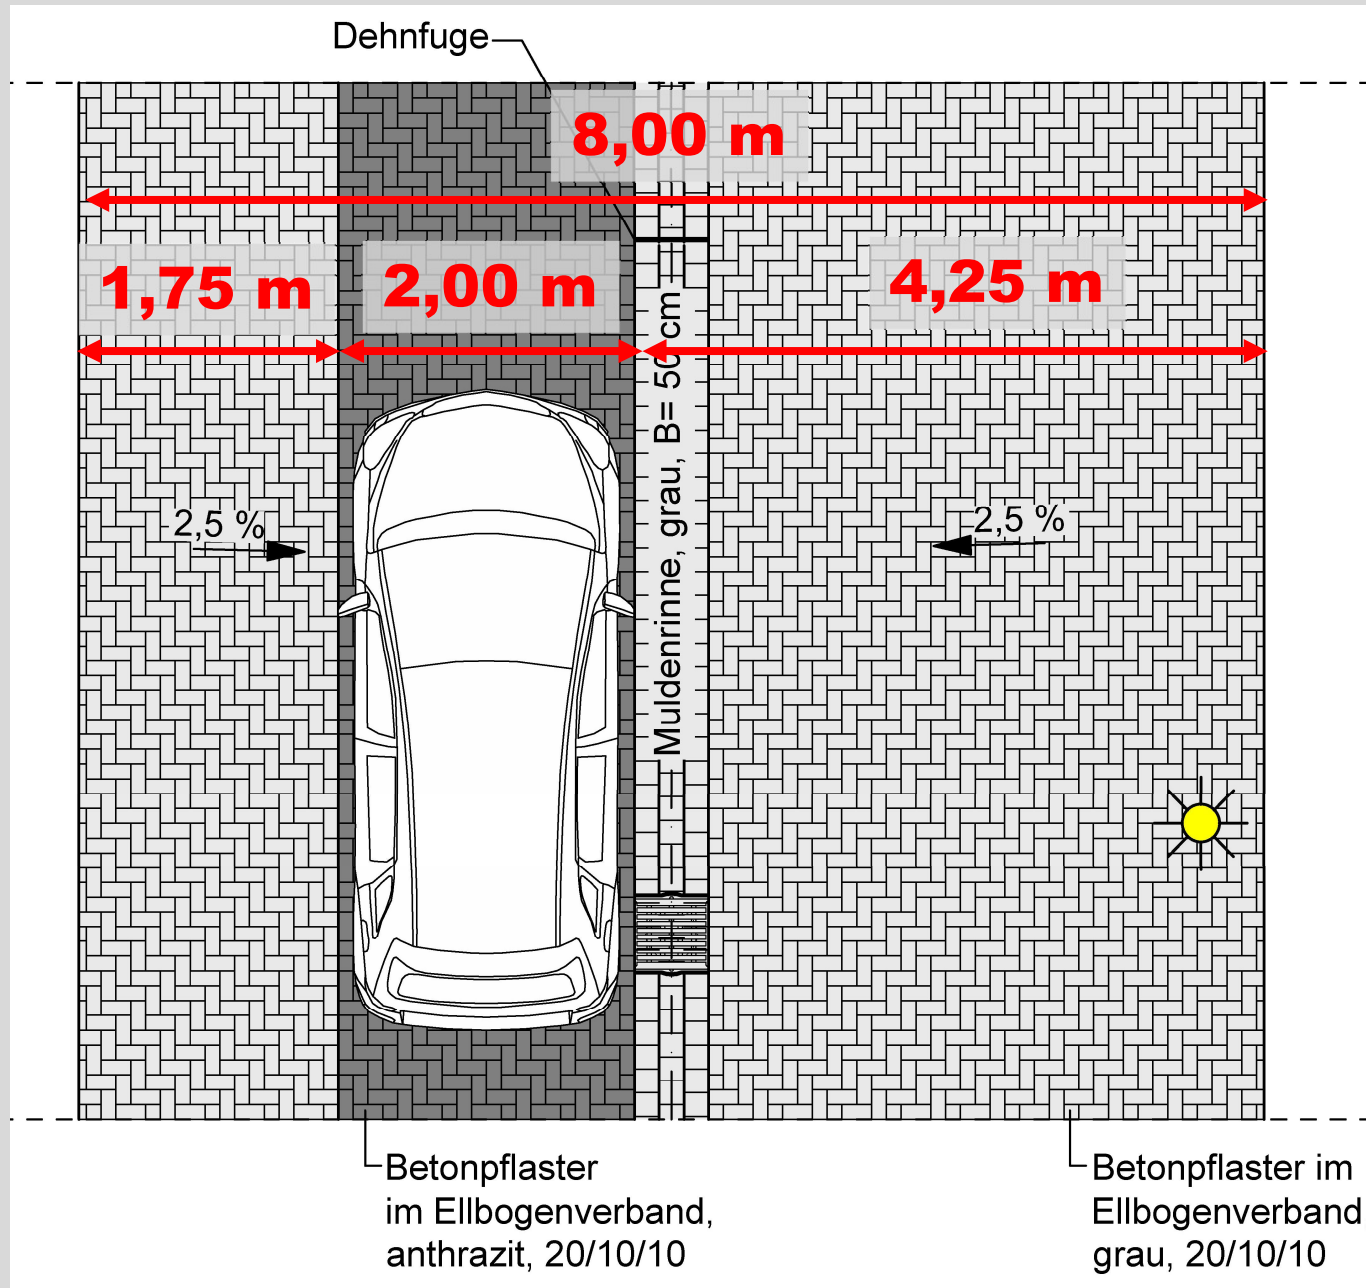 Dehnfuge
8,00 m
1,75 m
2,00 m
4,25 m
Muldenrinne, grau, B= 50 cm
2,5 %
2,5 %
Betonpflaster
im Ellbogenverband,
anthrazit, 20/10/10
Betonpflaster im
Ellbogenverband
grau, 20/10/10